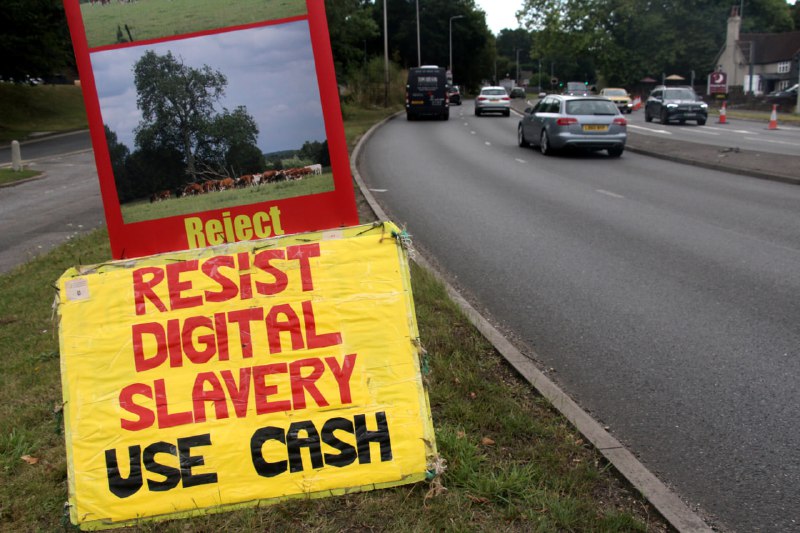 Reject
RESIST
DIGITAL
SLAVERY
USE CASH